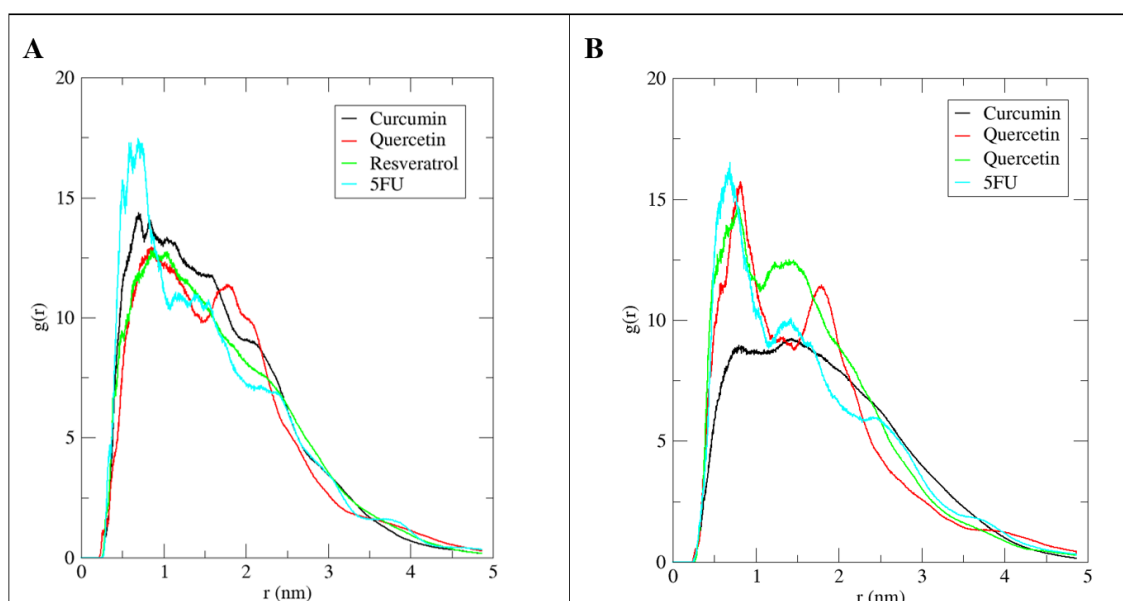 A
20
15
10
5
0
g(r)
Curcumin
Quercetin
Resveratrol
5FU
0 1 2 3 4 5
r (nm)
B
20
15
10
5
0
g(r)
Curcumin
Quercetin
Quercetin
5FU
0 1 2 3 4 5
r (nm)